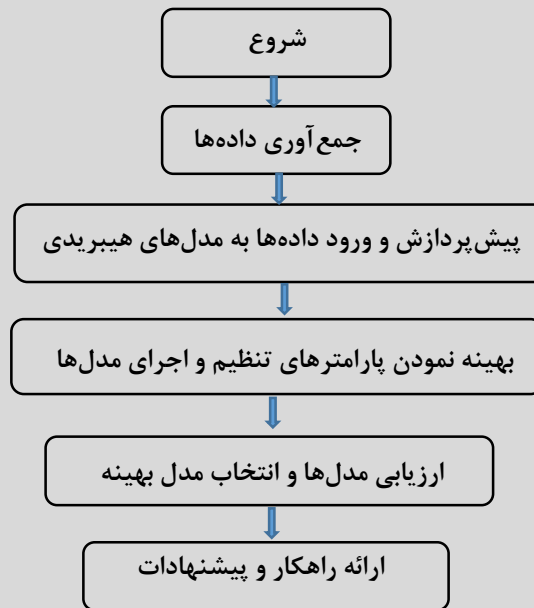 شروع
جمع‌آوری داده‌ها
پیش‌پردازش و ورود داده‌ها به مدل‌های هیبریدی
بهینه نمودن پارامترهای تنظیم و اجرای مدل‌ها
ارزیابی مدل‌ها و انتخاب مدل بهینه
ارائه راهکار و پیشنهادات